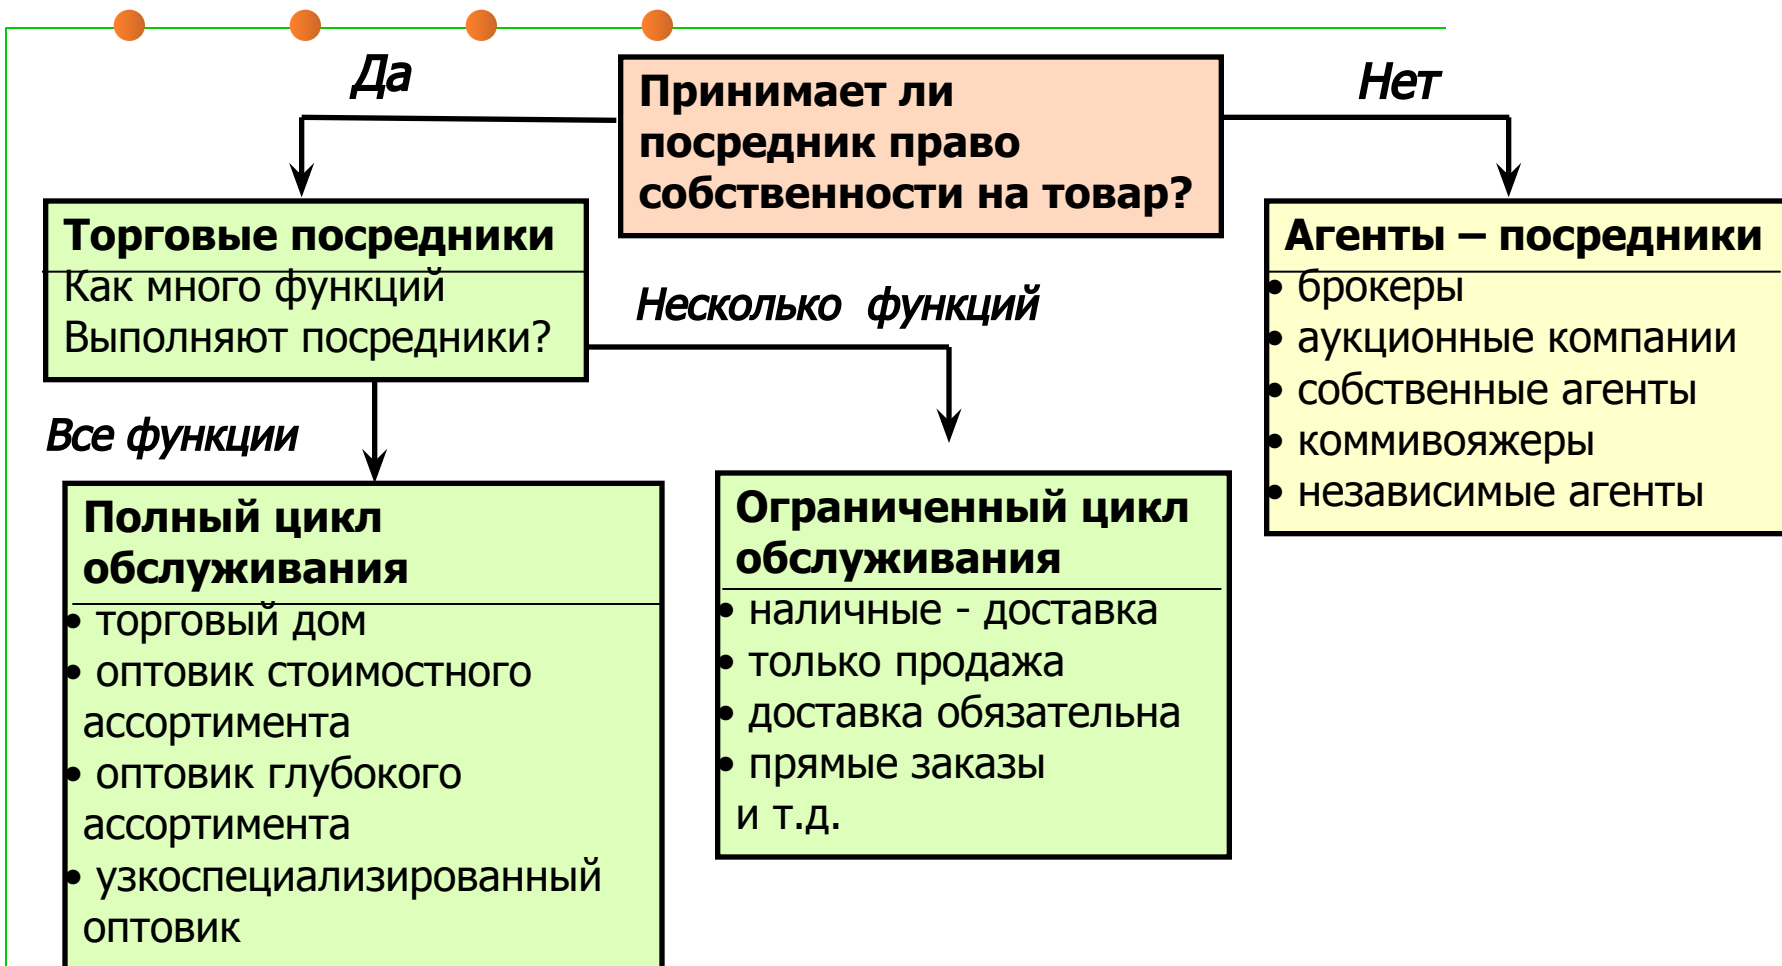 Да
Принимает ли
посредник право
собственности на товар?
Нет
Торговые посредники
Как много функций
Выполняют посредники?
Несколько функций
Агенты – посредники
• брокеры
• аукционные компании
• собственные агенты
• коммивояжеры
• независимые агенты
Все функции
Полный цикл
обслуживания
• торговый дом
• оптовик стоимостного
ассортимента
• оптовик глубокого
ассортимента
• узкоспециализированный
оптовик
Ограниченный цикл
обслуживания
• наличные - доставка
• только продажа
• доставка обязательна
• прямые заказы
и т.д.